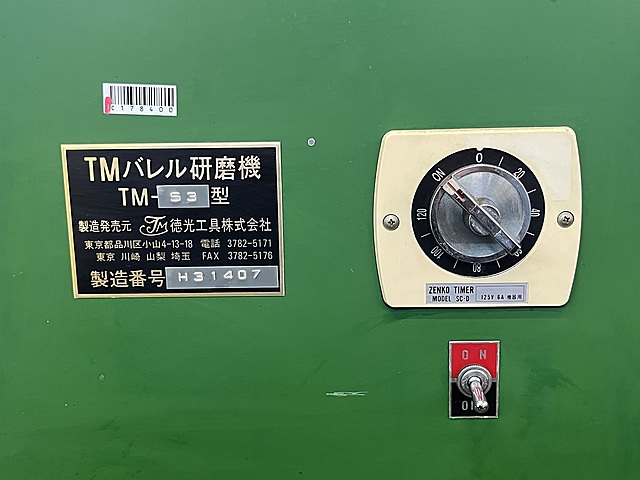 C178400
TMバレル研磨機
TM-S3型
製造発売元 TM 徳光工具株式会社
東京都品川区小山4-13-18 電話 3782-5171
東京 川崎 山梨 埼玉 FAX 3782-5176
製造番号 H31407
ON 0 20 40 60 80 100 120
ZENKO TIMER
MODEL SC-D 125V 6A 機器用
ON